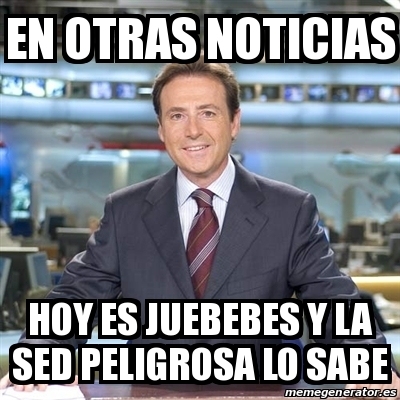 EN OTRAS NOTICIAS
HOY ES JUEBEBES Y LA
SED PELIGROSA LO SABE
memegenerator.es